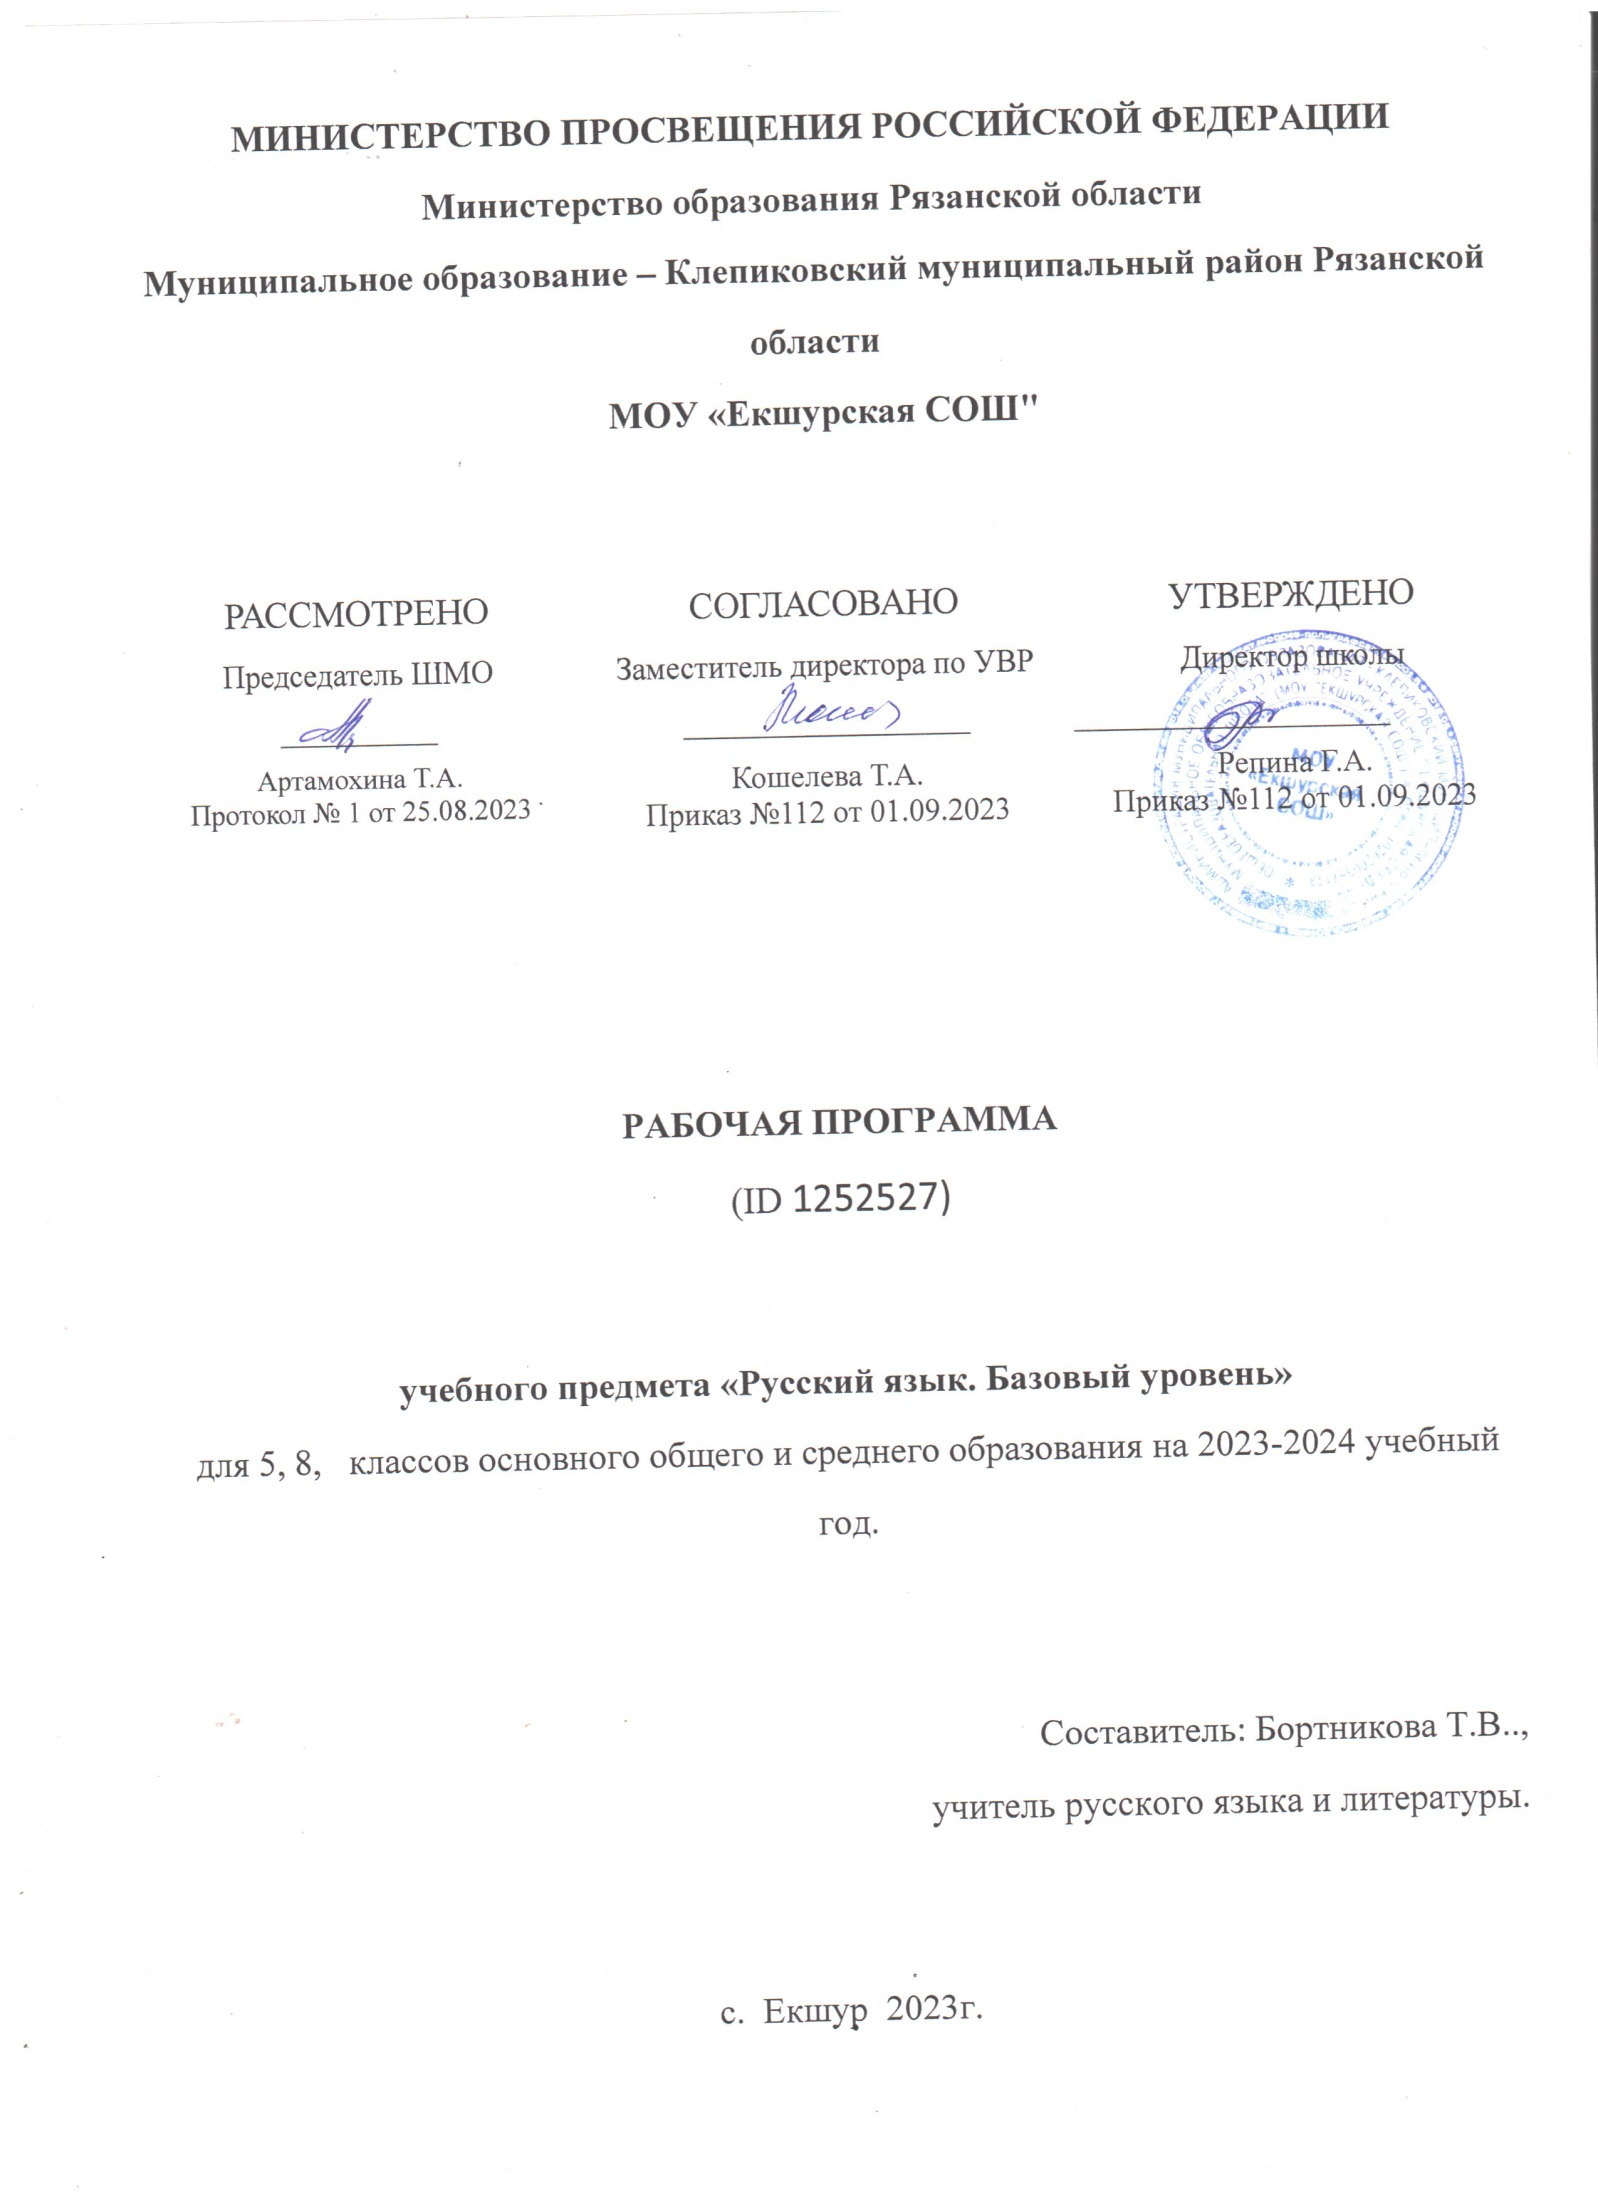 МИНИСТЕРСТВО ПРОСВЕЩЕНИЯ РОССИЙСКОЙ ФЕДЕРАЦИИ
Министерство образования Рязанской области
Муниципальное образование – Клепиковский муниципальный район Рязанской
области
МОУ «Екшурская СОШ"
РАССМОТРЕНО
Председатель ШМО
Артамохина Т.А.
Протокол № 1 от 25.08.2023
СОГЛАСОВАНО
Заместитель директора по УВР
Кошелева Т.А.
Приказ №112 от 01.09.2023
УТВЕРЖДЕНО
Директор школы
Репина Г.А.
Приказ №112 от 01.09.2023
МОУ
«Екшурская
СОШ»
РАБОЧАЯ ПРОГРАММА
(ID 1252527)
учебного предмета «Русский язык. Базовый уровень»
для 5, 8,   классов основного общего и среднего образования на 2023-2024 учебный
год.
Составитель: Бортникова Т.В..,
учитель русского языка и литературы.
с.  Екшур  2023г.